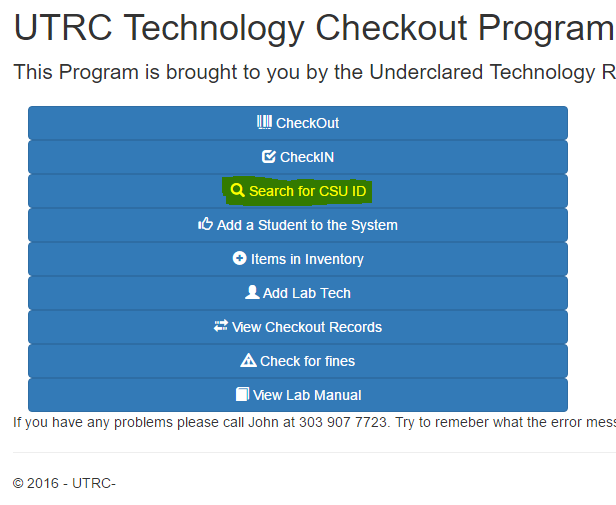 UTRC Technology Checkout Program
This Program is brought to you by the Underclared Technology R
CheckOut
CheckIN
Search for CSU ID
Add a Student to the System
Items in Inventory
Add Lab Tech
View Checkout Records
Check for fines
View Lab Manual
If you have any problems please call John at 303 907 7723. Try to remeber what the error mess
© 2016 - UTRC-